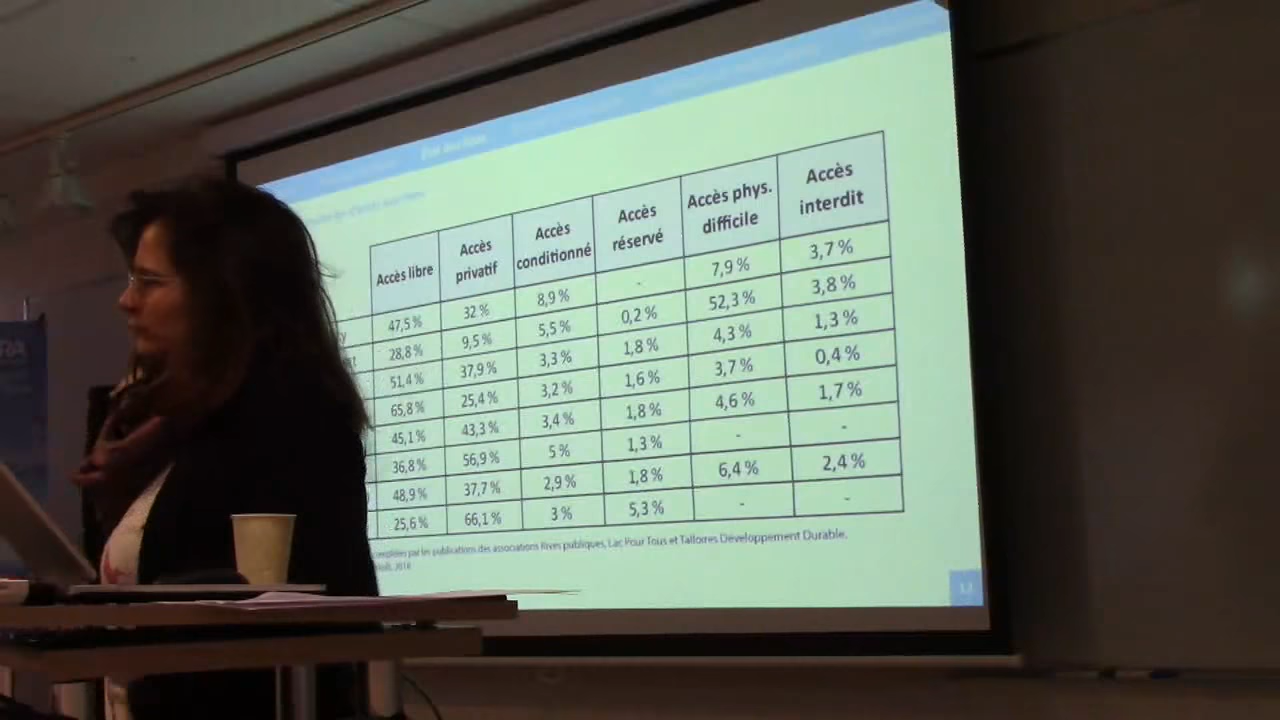 État des lieux
Accès libre
Accès
privatif
Accès
conditionné
Accès
réservé
Accès phys.
difficile
Accès
interdit
47,5 % 32 % 8,9 % - 7,9 % 3,7 %
28,8 % 9,5 % 5,5 % 0,2 % 52,3 % 3,8 %
51,4 % 37,9 % 3,3 % 1,8 % 4,3 % 1,3 %
65,8 % 25,4 % 3,2 % 1,6 % 3,7 % 0,4 %
45,1 % 43,3 % 3,4 % 1,8 % 4,6 % 1,7 %
36,8 % 56,9 % 5 % 1,3 % - -
48,9 % 37,7 % 2,9 % 1,8 % 6,4 % 2,4 %
25,6 % 66,1 % 3 % 5,3 % - -
par les publications des associations Rives publiques, Lac Pour Tous et Talloires Développement Durable.